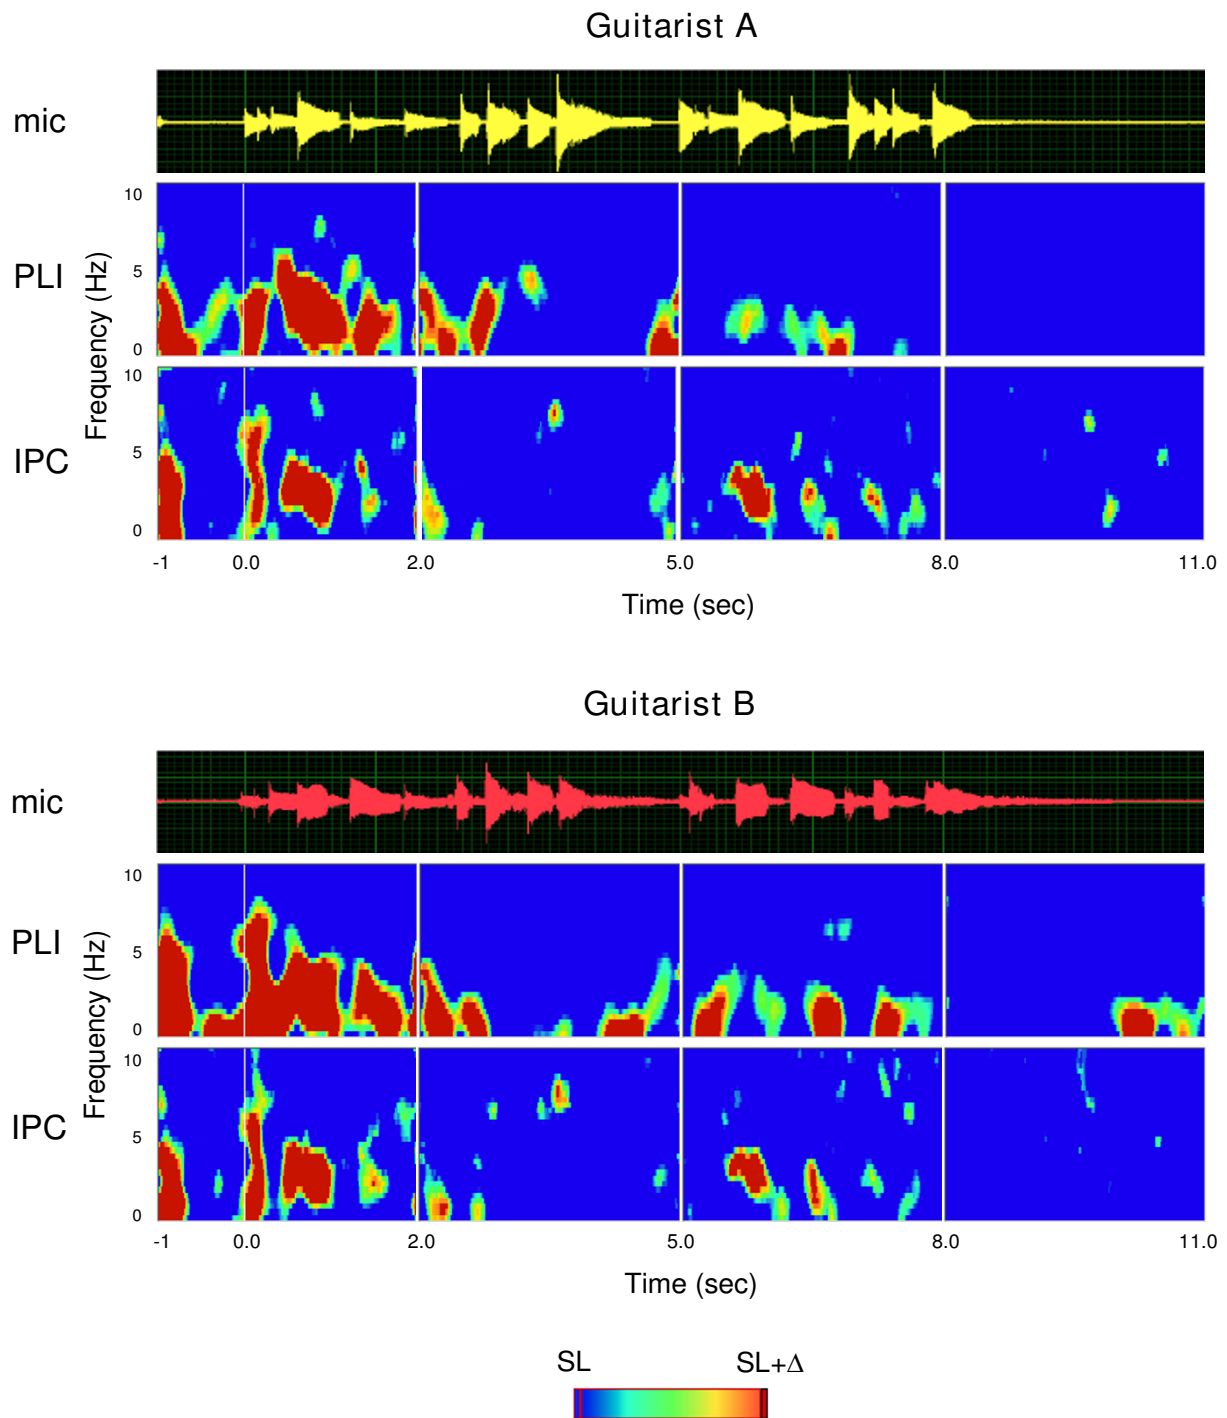 Guitarist A
mic
PLI
IPC
Frequency (Hz)
10
5
0
10
5
0
-1 0.0 2.0 5.0 8.0 11.0
Time (sec)
Guitarist B
mic
PLI
IPC
Frequency (Hz)
10
5
0
10
5
0
-1 0.0 2.0 5.0 8.0 11.0
Time (sec)
SL SL+Δ